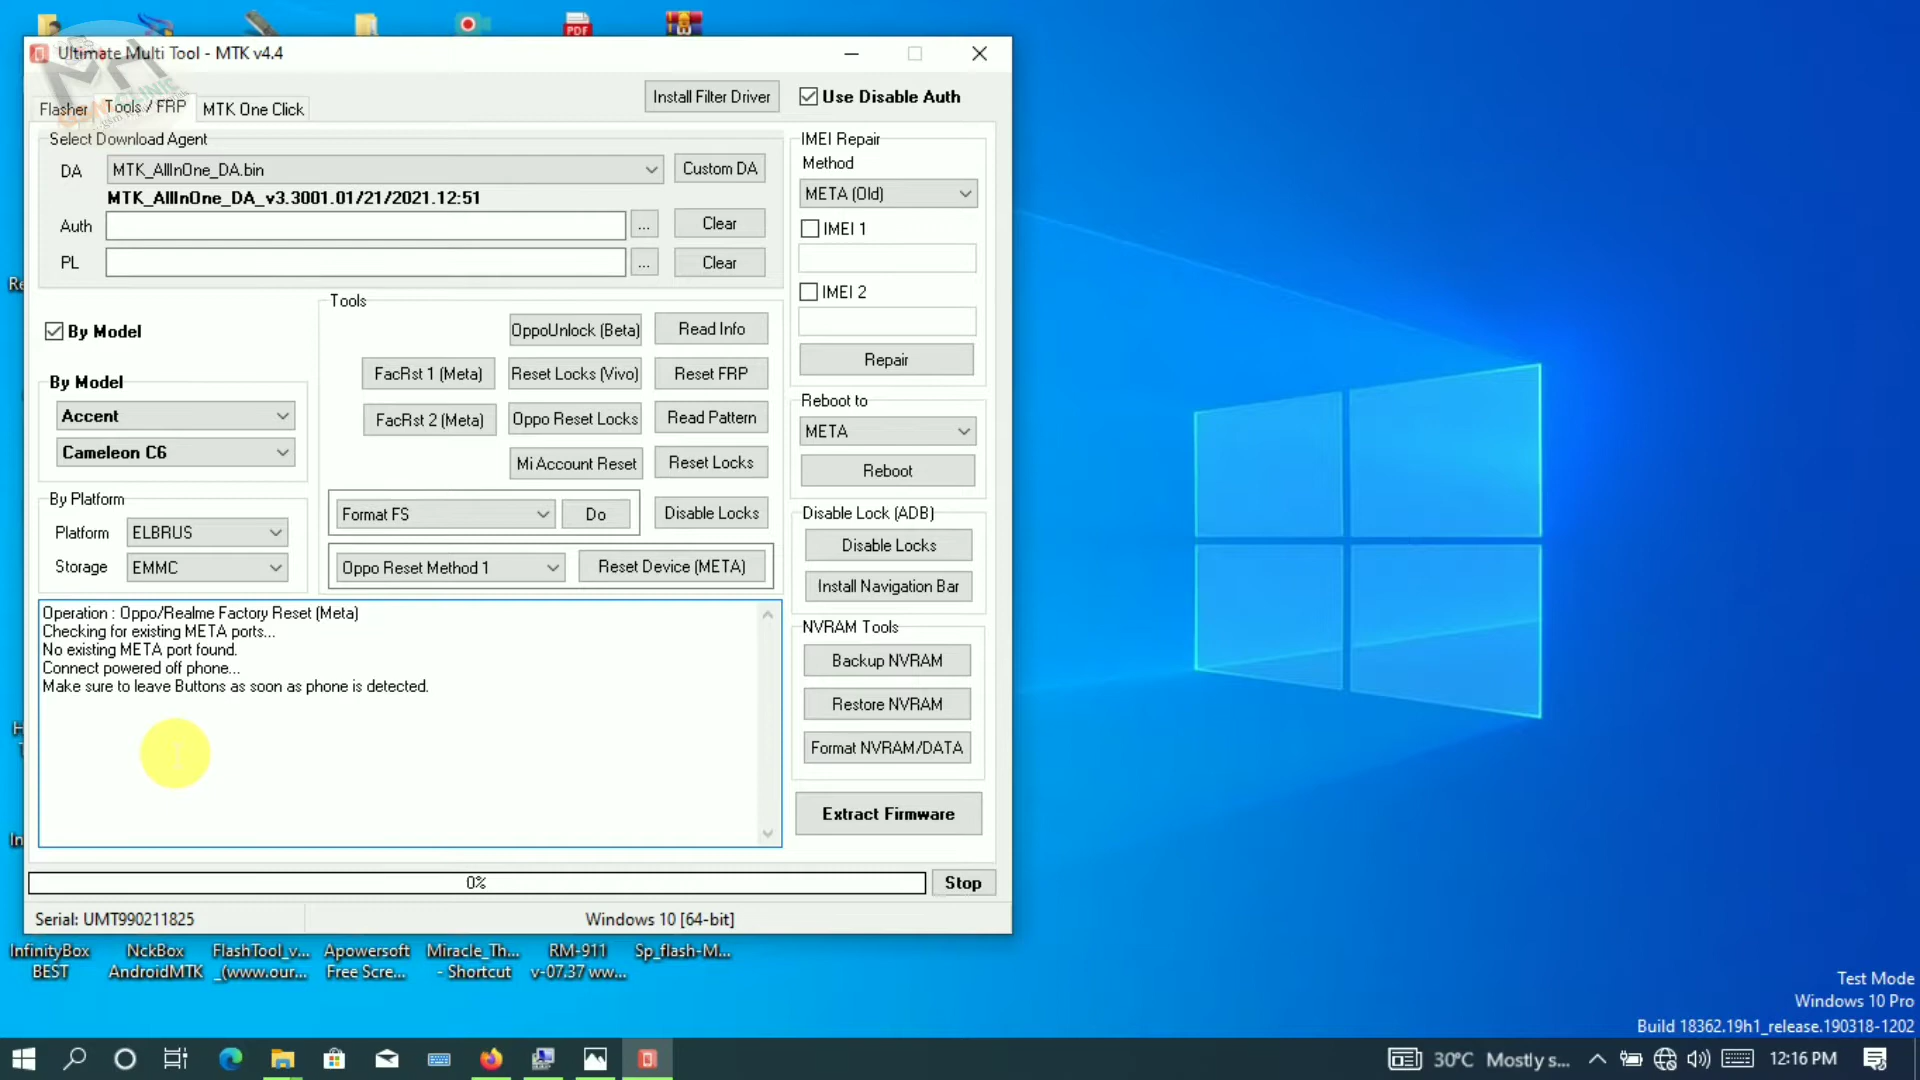 PDF
Ultimate Multi Tool - MTK v4.4
Flasher
Tools / FRP
MTK One Click
Install Filter Driver
Use Disable Auth
Select Download Agent
DA
MTK_AllInOne_DA.bin
Custom DA
MTK_AllInOne_DA_v3.3001.01/21/2021.12:51
Auth
...
Clear
PL
...
Clear
IMEI Repair
Method
META (Old)
IMEI 1
IMEI 2
Repair
By Model
By Model
Accent
Cameleon C6
By Platform
Platform
ELBRUS
Storage
EMMC
Tools
OppoUnlock (Beta)
Read Info
FacRst 1 (Meta)
Reset Locks (Vivo)
Reset FRP
FacRst 2 (Meta)
Oppo Reset Locks
Read Pattern
Mi Account Reset
Reset Locks
Format FS
Do
Disable Locks
Oppo Reset Method 1
Reset Device (META)
Reboot to
META
Reboot
Disable Lock (ADB)
Disable Locks
Install Navigation Bar
NVRAM Tools
Backup NVRAM
Restore NVRAM
Format NVRAM/DATA
Extract Firmware
Operation : Oppo/Realme Factory Reset (Meta)
Checking for existing META ports...
No existing META port found.
Connect powered off phone...
Make sure to leave Buttons as soon as phone is detected.
0%
Stop
Serial: UMT990211825
Windows 10 [64-bit]
InfinityBox
BEST
NckBox
AndroidMTK
FlashTool_v...
_(www.our...
Apowersoft
Free Scre...
Miracle_Th...
- Shortcut
RM-911
v-07.37 ww...
Sp_flash-M...
Test Mode
Windows 10 Pro
Build 18362.19h1_release.190318-1202
30°C Mostly s...
12:16 PM